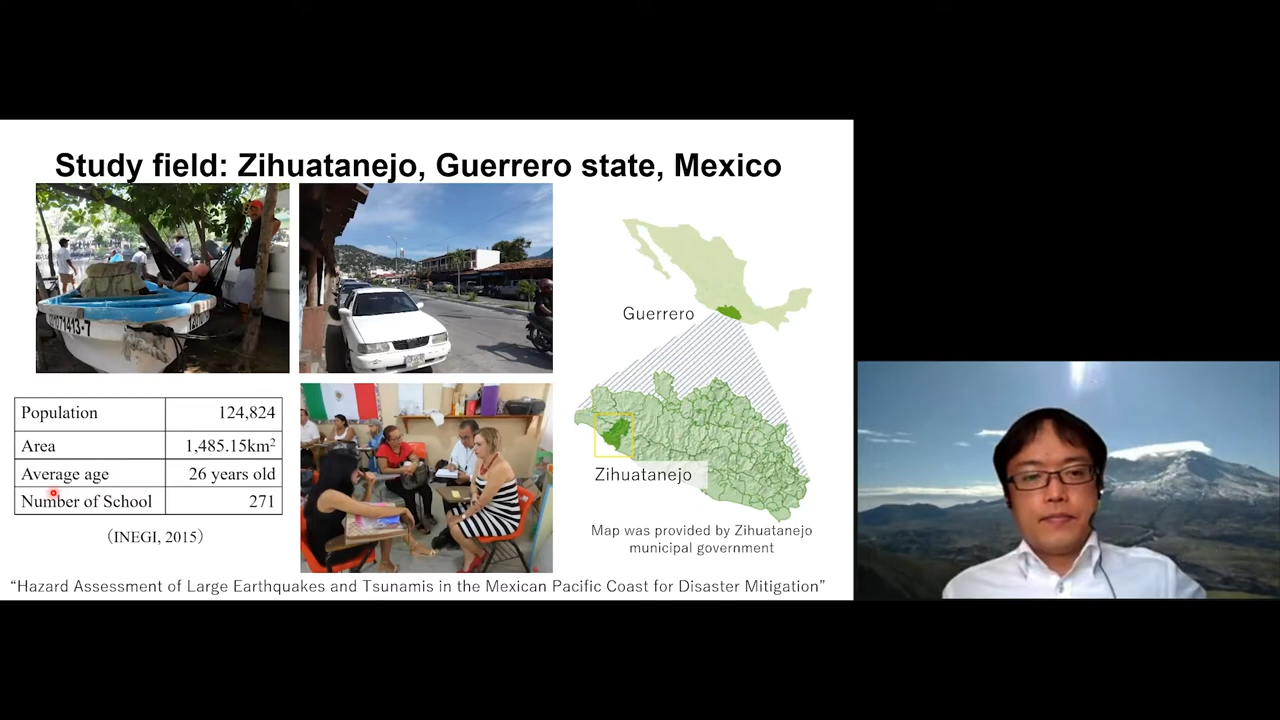 Study field: Zihuatanejo, Guerrero state, Mexico
Guerrero
Zihuatanejo
Map was provided by Zihuatanejo
municipal government
Population 124,824
Area 1,485.15km²
Average age 26 years old
Number of School 271
(INEGI, 2015)
“Hazard Assessment of Large Earthquakes and Tsunamis in the Mexican Pacific Coast for Disaster Mitigation”